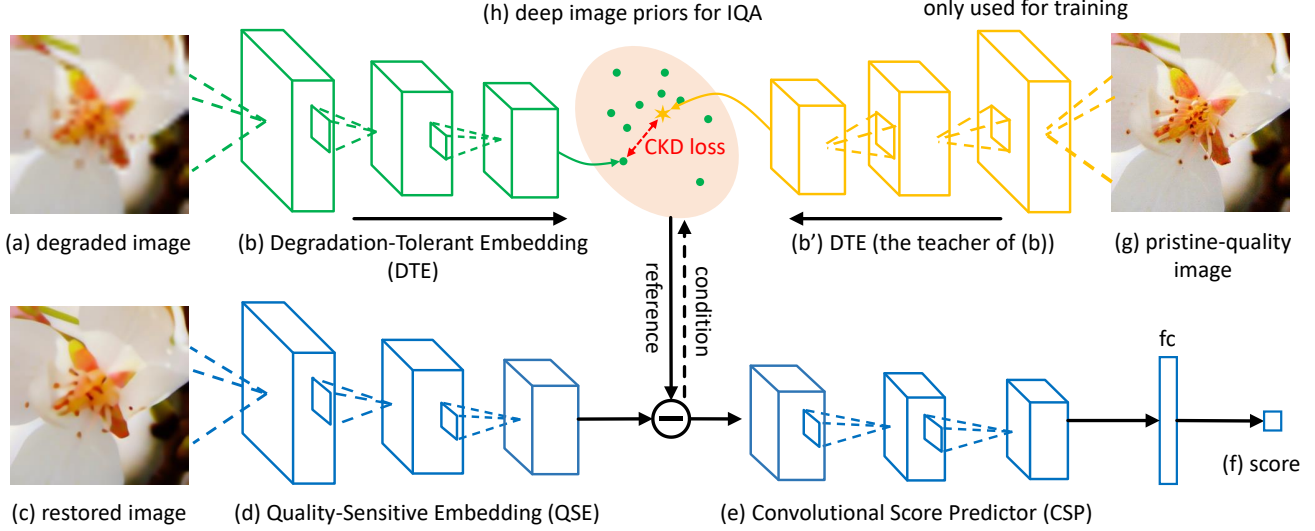 (h) deep image priors for IQA
only used for training
CKD loss
(a) degraded image
(b) Degradation-Tolerant Embedding
(DTE)
(b’) DTE (the teacher of (b))
(g) pristine-quality
image
reference
condition
fc
(f) score
(c) restored image
(d) Quality-Sensitive Embedding (QSE)
(e) Convolutional Score Predictor (CSP)